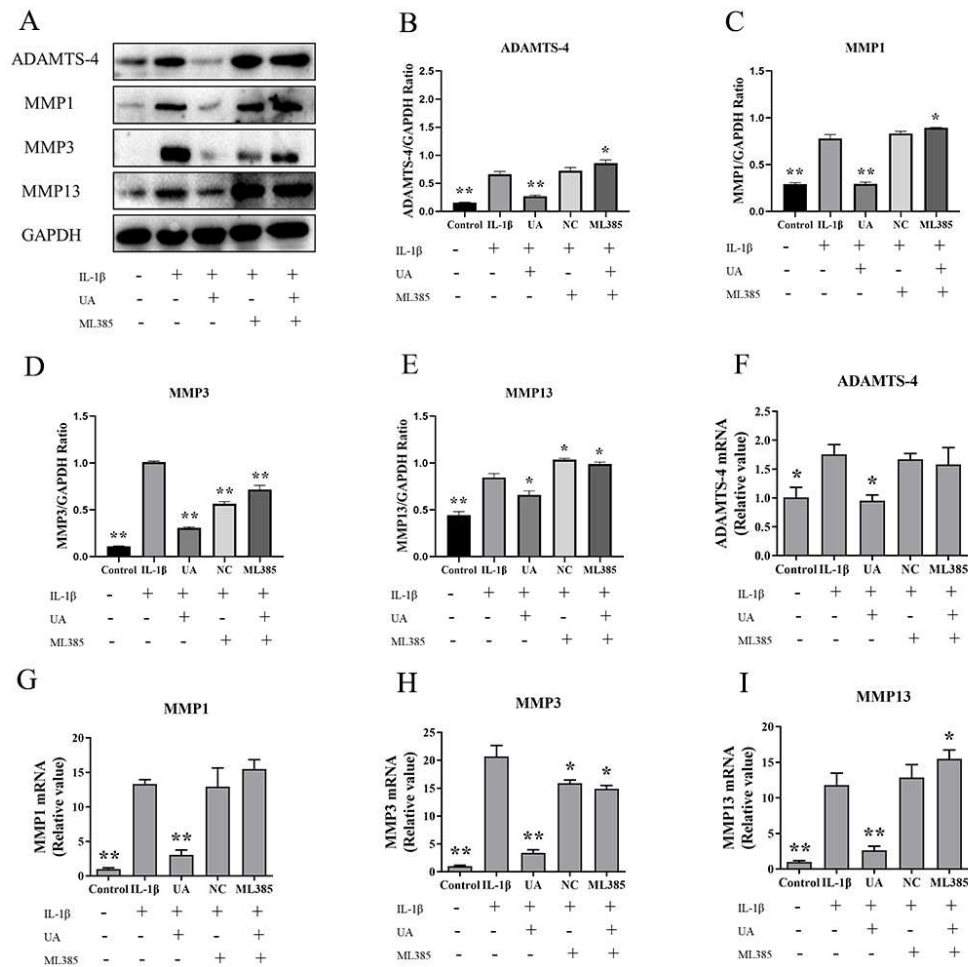 A
ADAMTS-4
MMP1
MMP3
MMP13
GAPDH
IL-1β - + + + +
UA - - + - +
ML385 - - - + +
B
ADAMTS-4
ADAMTS-4/GAPDH Ratio
2.5
2.0
1.5
1.0
0.5
0.0
** ** *
Control IL-1β UA NC ML385
IL-1β - + + + +
UA - - + - +
ML385 - - - + +
C
MMP1
MMP1/GAPDH Ratio
1.5
1.0
0.5
0.0
** ** *
Control IL-1β UA NC ML385
IL-1β - + + + +
UA - - + - +
ML385 - - - + +
D
MMP3
MMP3/GAPDH Ratio
1.5
1.0
0.5
0.0
** ** ** **
Control IL-1β UA NC ML385
IL-1β - + + + +
UA - - + - +
ML385 - - - + +
E
MMP13
MMP13/GAPDH Ratio
1.5
1.0
0.5
0.0
** * * *
Control IL-1β UA NC ML385
IL-1β - + + + +
UA - - + - +
ML385 - - - + +
F
ADAMTS-4
ADAMTS-4 mRNA
(Relative value)
2.5
2.0
1.5
1.0
0.5
0.0
* *
Control IL-1β UA NC ML385
IL-1β - + + + +
UA - - + - +
ML385 - - - + +
G
MMP1
MMP1 mRNA
(Relative value)
20
15
10
5
0
** **
Control IL-1β UA NC ML385
IL-1β - + + + +
UA - - + - +
ML385 - - - + +
H
MMP3
MMP3 mRNA
(Relative value)
25
20
15
10
5
0
** ** * *
Control IL-1β UA NC ML385
IL-1β - + + + +
UA - - + - +
ML385 - - - + +
I
MMP13
MMP13 mRNA
(Relative value)
20
15
10
5
0
** ** *
Control IL-1β UA NC ML385
IL-1β - + + + +
UA - - + - +
ML385 - - - + +